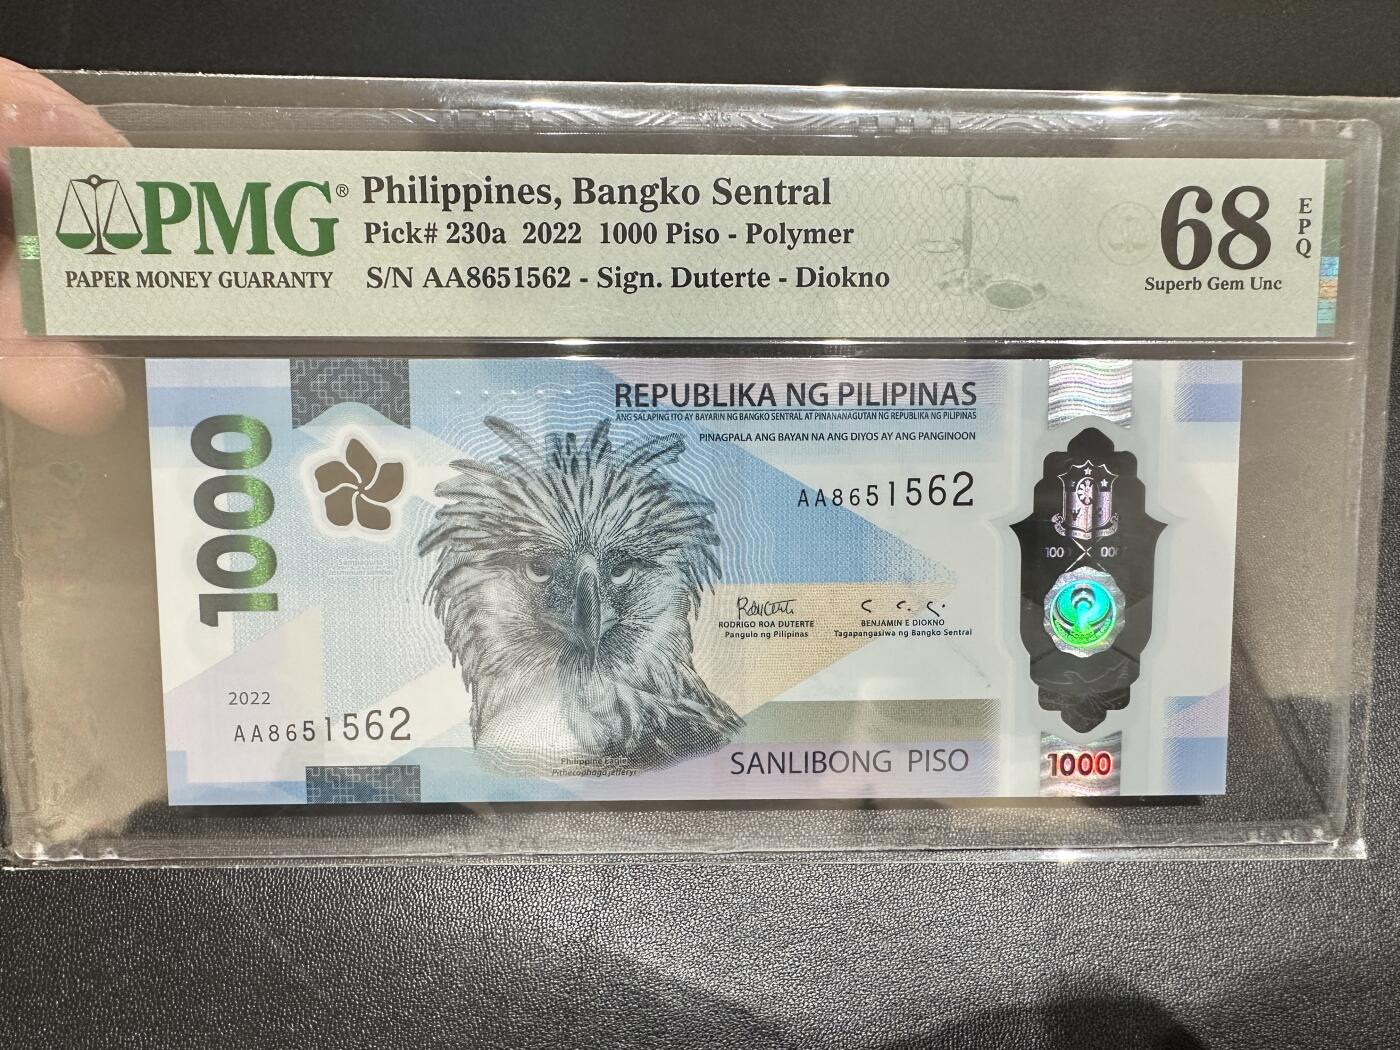 PMG®
PAPER MONEY GUARANTY
Philippines, Bangko Sentral
Pick# 230a 2022 1000 Piso - Polymer
S/N AA8651562 - Sign. Duterte - Diokno
68
EPQ
Superb Gem Unc
1000
REPUBLIKA NG PILIPINAS
ANG SALAPING ITO AY BAYARIN NG BANGKO SENTRAL AT PINANANAGUTAN NG REPUBLIKA NG PILIPINAS
PINAGPALA ANG BAYAN NA ANG DIYOS AY ANG PANGINOON
AA8651562
RODRIGO ROA DUTERTE
Pangulo ng Pilipinas
BENJAMIN E DIOKNO
Tagapangasiwa ng Bangko Sentral
2022
AA8651562
Philippine Eagle
Pithecophaga jefferyi
SANLIBONG PISO
1000